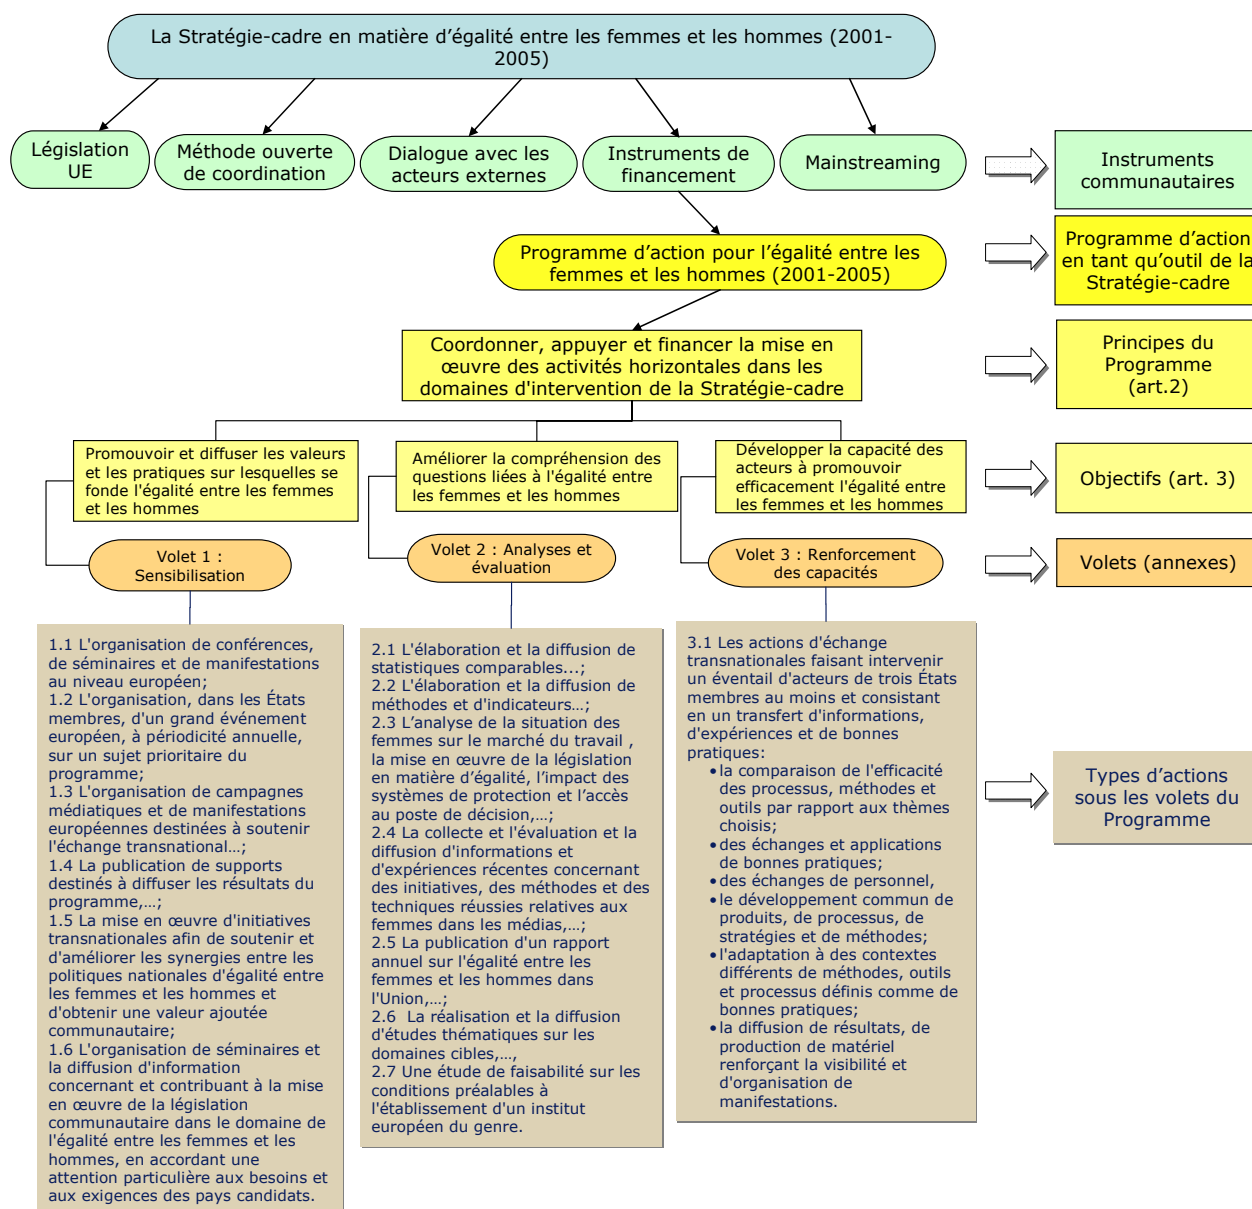 La Stratégie-cadre en matière d’égalité entre les femmes et les hommes (2001-
2005)
Législation
UE
Méthode ouverte
de coordination
Dialogue avec les
acteurs externes
Instruments de
financement
Mainstreaming
Instruments
communautaires
Programme d’action pour l’égalité entre les
femmes et les hommes (2001-2005)
Programme d’action
en tant qu’outil de la
Stratégie-cadre
Coordonner, appuyer et financer la mise en
œuvre des activités horizontales dans les
domaines d'intervention de la Stratégie-cadre
Principes du
Programme
(art.2)
Promouvoir et diffuser les valeurs
et les pratiques sur lesquelles se
fonde l'égalité entre les femmes
et les hommes
Améliorer la compréhension des
questions liées à l'égalité entre
les femmes et les hommes
Développer la capacité des
acteurs à promouvoir
efficacement l'égalité entre
les femmes et les hommes
Objectifs (art. 3)
Volet 1 :
Sensibilisation
Volet 2 : Analyses et
évaluation
Volet 3 : Renforcement
des capacités
Volets (annexes)
1.1 L'organisation de conférences,
de séminaires et de manifestations
au niveau européen;
1.2 L'organisation, dans les États
membres, d'un grand événement
européen, à périodicité annuelle,
sur un sujet prioritaire du
programme;
1.3 L'organisation de campagnes
médiatiques et de manifestations
européennes destinées à soutenir
l'échange transnational…;
1.4 La publication de supports
destinés à diffuser les résultats du
programme,…;
1.5 La mise en œuvre d'initiatives
transnationales afin de soutenir et
d'améliorer les synergies entre les
politiques nationales d'égalité entre
les femmes et les hommes et
d'obtenir une valeur ajoutée
communautaire;
1.6 L'organisation de séminaires et
la diffusion d'information
concernant et contribuant à la mise
en œuvre de la législation
communautaire dans le domaine de
l'égalité entre les femmes et les
hommes, en accordant une
attention particulière aux besoins et
aux exigences des pays candidats.
2.1 L'élaboration et la diffusion de
statistiques comparables...;
2.2 L'élaboration et la diffusion de
méthodes et d'indicateurs…;
2.3 L’analyse de la situation des
femmes sur le marché du travail ,
la mise en œuvre de la législation
en matière d’égalité, l’impact des
systèmes de protection et l’accès
au poste de décision,…;
2.4 La collecte et l'évaluation et la
diffusion d'informations et
d'expériences récentes concernant
des initiatives, des méthodes et des
techniques réussies relatives aux
femmes dans les médias,…;
2.5 La publication d'un rapport
annuel sur l'égalité entre les
femmes et les hommes dans
l'Union,…;
2.6  La réalisation et la diffusion
d'études thématiques sur les
domaines cibles,…,
2.7 Une étude de faisabilité sur les
conditions préalables à
l'établissement d'un institut
européen du genre.
3.1 Les actions d'échange
transnationales faisant intervenir
un éventail d'acteurs de trois États
membres au moins et consistant
en un transfert d'informations,
d'expériences et de bonnes
pratiques:
• la comparaison de l'efficacité
des processus, méthodes et
outils par rapport aux thèmes
choisis;
• des échanges et applications
de bonnes pratiques;
• des échanges de personnel,
• le développement commun de
produits, de processus, de
stratégies et de méthodes;
• l'adaptation à des contextes
différents de méthodes, outils
et processus définis comme de
bonnes pratiques;
• la diffusion de résultats, de
production de matériel
renforçant la visibilité et
d'organisation de
manifestations.
Types d’actions
sous les volets du
Programme